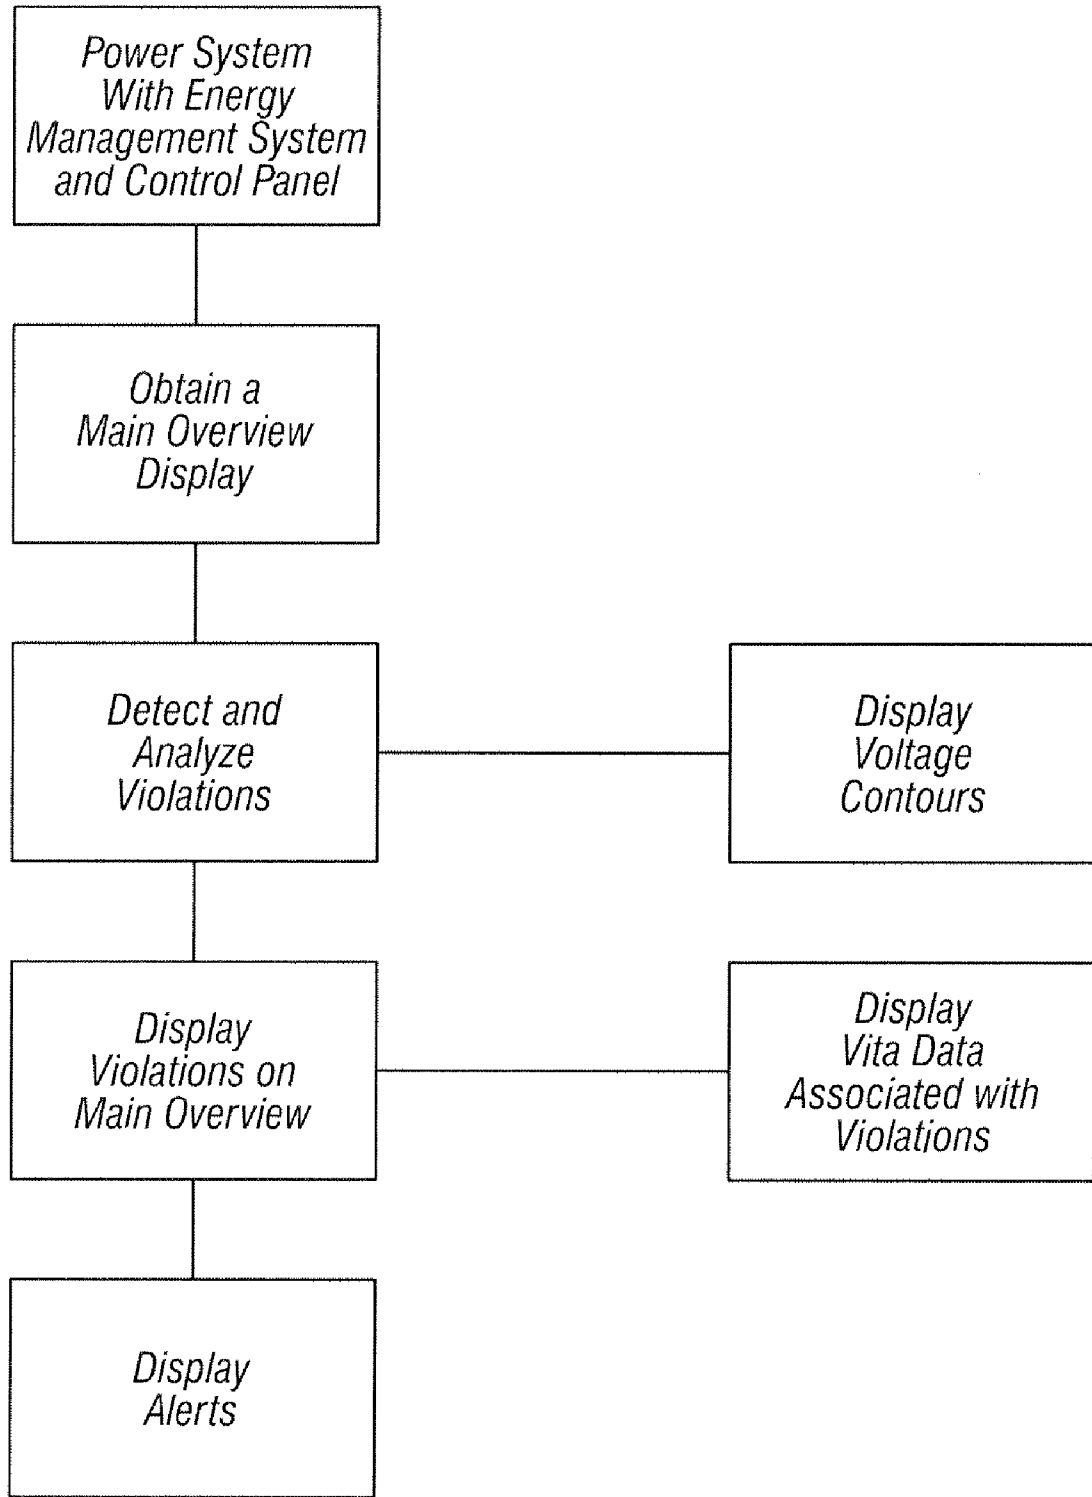 Power System
With Energy
Management System
and Control Panel
Obtain a
Main Overview
Display
Detect and
Analyze
Violations
Display
Voltage
Contours
Display
Violations on
Main Overview
Display
Vita Data
Associated with
Violations
Display
Alerts